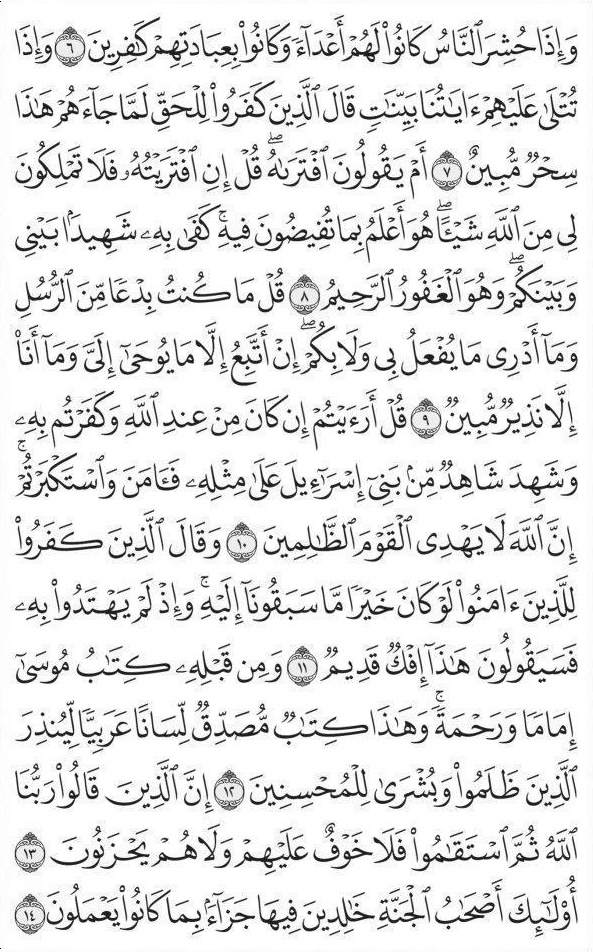 وَإِذَا حُشِرَ ٱلنَّاسُ كَانُوا۟ لَهُمْ أَعْدَآءً وَكَانُوا۟ بِعِبَادَتِهِمْ كَٰفِرِينَ ٦ وَإِذَا
تُتْلَىٰ عَلَيْهِمْ ءَايَٰتُنَا بَيِّنَٰتٍ قَالَ ٱلَّذِينَ كَفَرُوا۟ لِلْحَقِّ لَمَّا جَآءَهُمْ هَٰذَا
سِحْرٌ مُّبِينٌ ٧ أَمْ يَقُولُونَ ٱفْتَرَىٰهُ ۖ قُلْ إِنِ ٱفْتَرَيْتُهُۥ فَلَا تَمْلِكُونَ
لِى مِنَ ٱللَّهِ شَيْـًٔا ۖ هُوَ أَعْلَمُ بِمَا تُفِيضُونَ فِيهِ ۚ كَفَىٰ بِهِۦ شَهِيدًۢا بَيْنِى
وَبَيْنَكُمْ ۖ وَهُوَ ٱلْغَفُورُ ٱلرَّحِيمُ ٨ قُلْ مَا كُنتُ بِدْعًا مِّنَ ٱلرُّسُلِ
وَمَآ أَدْرِى مَا يُفْعَلُ بِى وَلَا بِكُمْ ۖ إِنْ أَتَّبِعُ إِلَّا مَا يُوحَىٰٓ إِلَىَّ وَمَآ أَنَا۠
إِلَّا نَذِيرٌ مُّبِينٌ ٩ قُلْ أَرَءَيْتُمْ إِن كَانَ مِنْ عِندِ ٱللَّهِ وَكَفَرْتُم بِهِۦ
وَشَهِدَ شَاهِدٌ مِّنۢ بَنِىٓ إِسْرَٰٓءِيلَ عَلَىٰ مِثْلِهِۦ فَـَٔامَنَ وَٱسْتَكْبَرْتُمْ ۚ
إِنَّ ٱللَّهَ لَا يَهْدِى ٱلْقَوْمَ ٱلظَّٰلِمِينَ ١٠ وَقَالَ ٱلَّذِينَ كَفَرُوا۟
لِلَّذِينَ ءَامَنُوا۟ لَوْ كَانَ خَيْرًا مَّا سَبَقُونَآ إِلَيْهِ ۚ وَإِذْ لَمْ يَهْتَدُوا۟ بِهِۦ
فَسَيَقُولُونَ هَٰذَآ إِفْكٌ قَدِيمٌ ١١ وَمِن قَبْلِهِۦ كِتَٰبُ مُوسَىٰٓ
إِمَامًا وَرَحْمَةً ۚ وَهَٰذَا كِتَٰبٌ مُّصَدِّقٌ لِّسَانًا عَرَبِيًّا لِّيُنذِرَ
ٱلَّذِينَ ظَلَمُوا۟ وَبُشْرَىٰ لِلْمُحْسِنِينَ ١٢ إِنَّ ٱلَّذِينَ قَالُوا۟ رَبُّنَا
ٱللَّهُ ثُمَّ ٱسْتَقَٰمُوا۟ فَلَا خَوْفٌ عَلَيْهِمْ وَلَا هُمْ يَحْزَنُونَ ١٣
أُو۟لَٰٓئِكَ أَصْحَٰبُ ٱلْجَنَّةِ خَٰلِدِينَ فِيهَا جَزَآءًۢ بِمَا كَانُوا۟ يَعْمَلُونَ ١٤